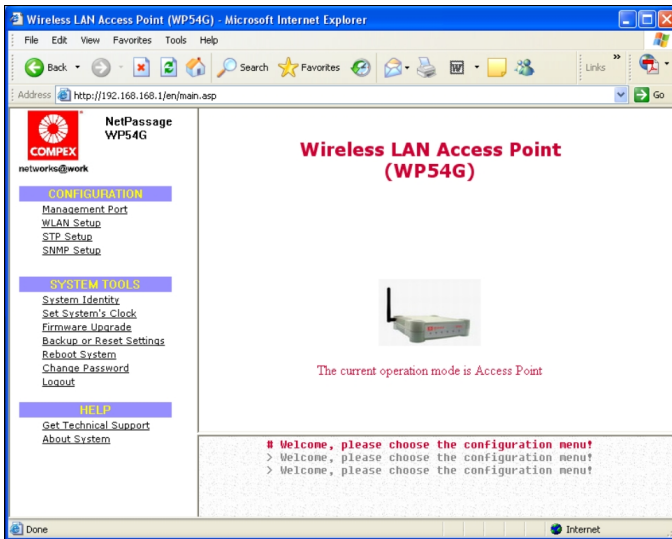 Wireless LAN Access Point (WP54G) - Microsoft Internet Explorer
File Edit View Favorites Tools Help
Back Search Favorites Links »
Address http://192.168.168.1/en/main.asp Go
COMPEX
networks@work
NetPassage
WP54G
CONFIGURATION
Management Port
WLAN Setup
STP Setup
SNMP Setup
SYSTEM TOOLS
System Identity
Set System's Clock
Firmware Upgrade
Backup or Reset Settings
Reboot System
Change Password
Logout
HELP
Get Technical Support
About System
Wireless LAN Access Point
(WP54G)
The current operation mode is Access Point
# Welcome, please choose the configuration menu!
> Welcome, please choose the configuration menu!
> Welcome, please choose the configuration menu!
Done Internet